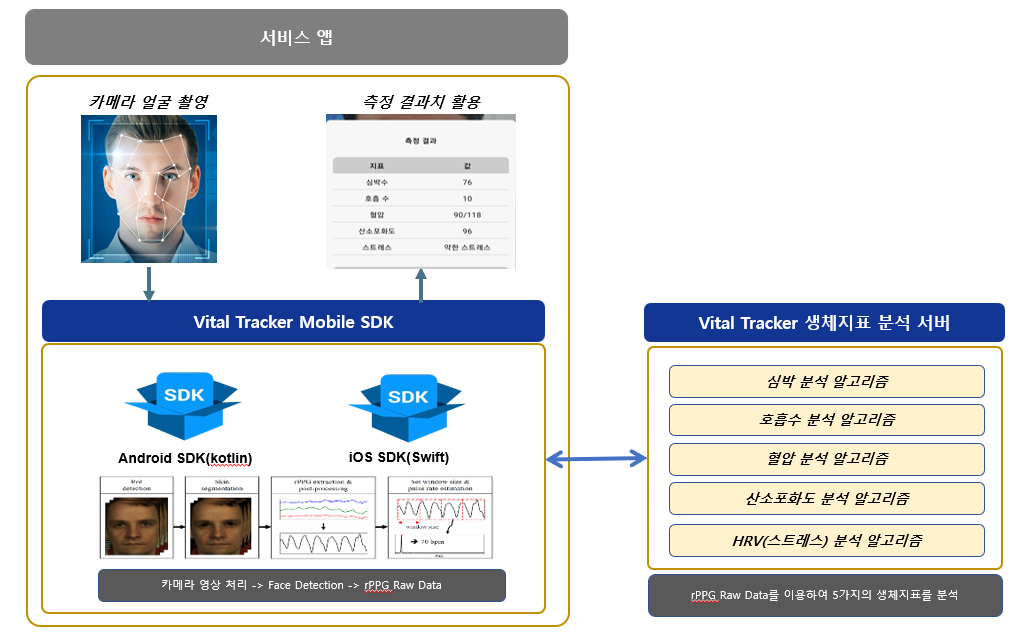 서비스 앱
카메라 얼굴 촬영
측정 결과치 활용
측정 결과
지표 값
심박수 76
호흡 수 10
혈압 90/118
산소포화도 96
스트레스 약한 스트레스
Vital Tracker Mobile SDK
SDK
SDK
Android SDK(kotlin)
iOS SDK(Swift)
RoI
detection
Skin
segmentation
rPPG extraction &
post-processing
Set window size &
pulse rate estimation
window size
70 bpm
카메라 영상 처리 -> Face Detection -> rPPG Raw Data
Vital Tracker 생체지표 분석 서버
심박 분석 알고리즘
호흡수 분석 알고리즘
혈압 분석 알고리즘
산소포화도 분석 알고리즘
HRV(스트레스) 분석 알고리즘
rPPG Raw Data를 이용하여 5가지의 생체지표를 분석